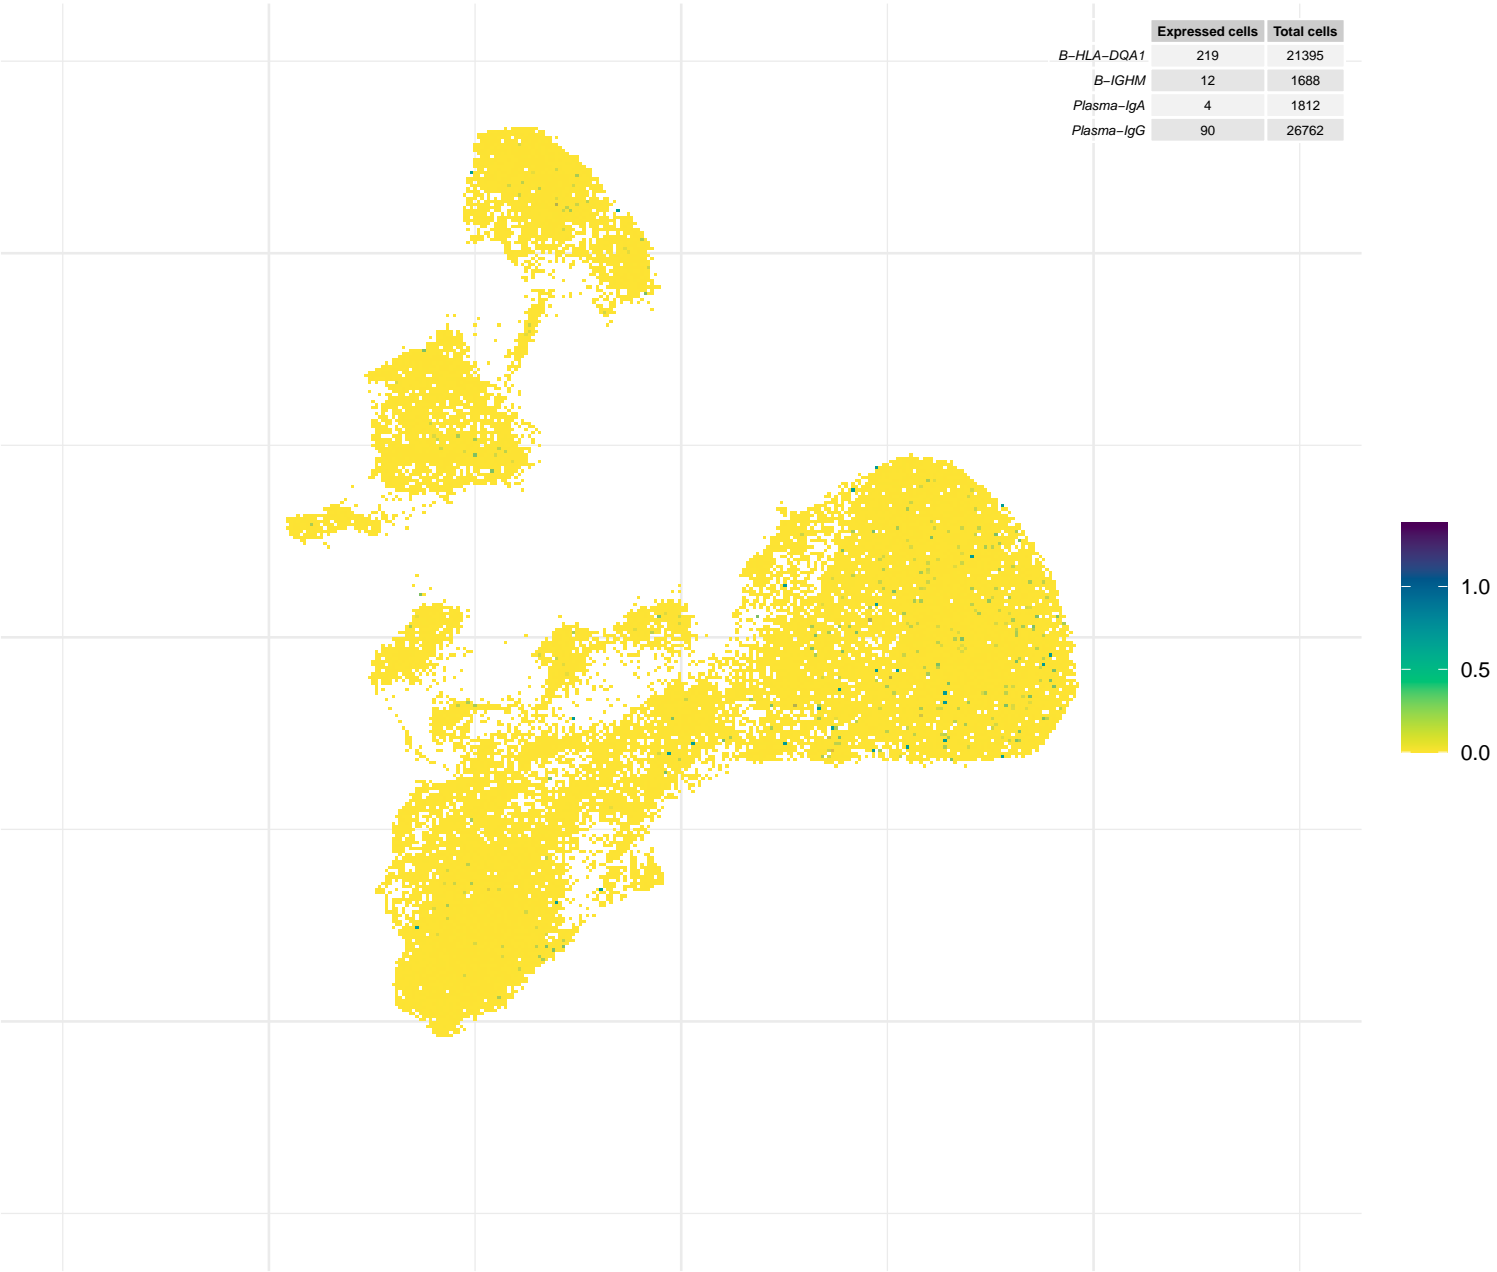 Expressed cells Total cells
B−HLA−DQA1 219 21395
B−IGHM 12 1688
Plasma−IgA 4 1812
Plasma−IgG 90 26762
1.0
0.5
0.0